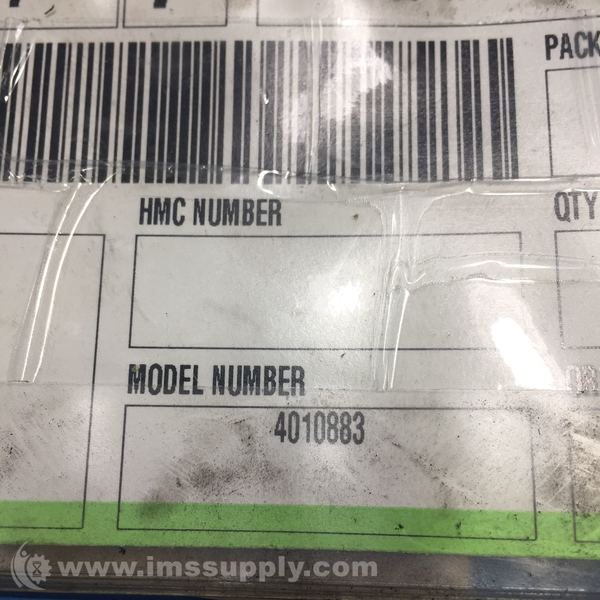 PACK
HMC NUMBER
QTY
MODEL NUMBER
4010883
www.imssupply.com